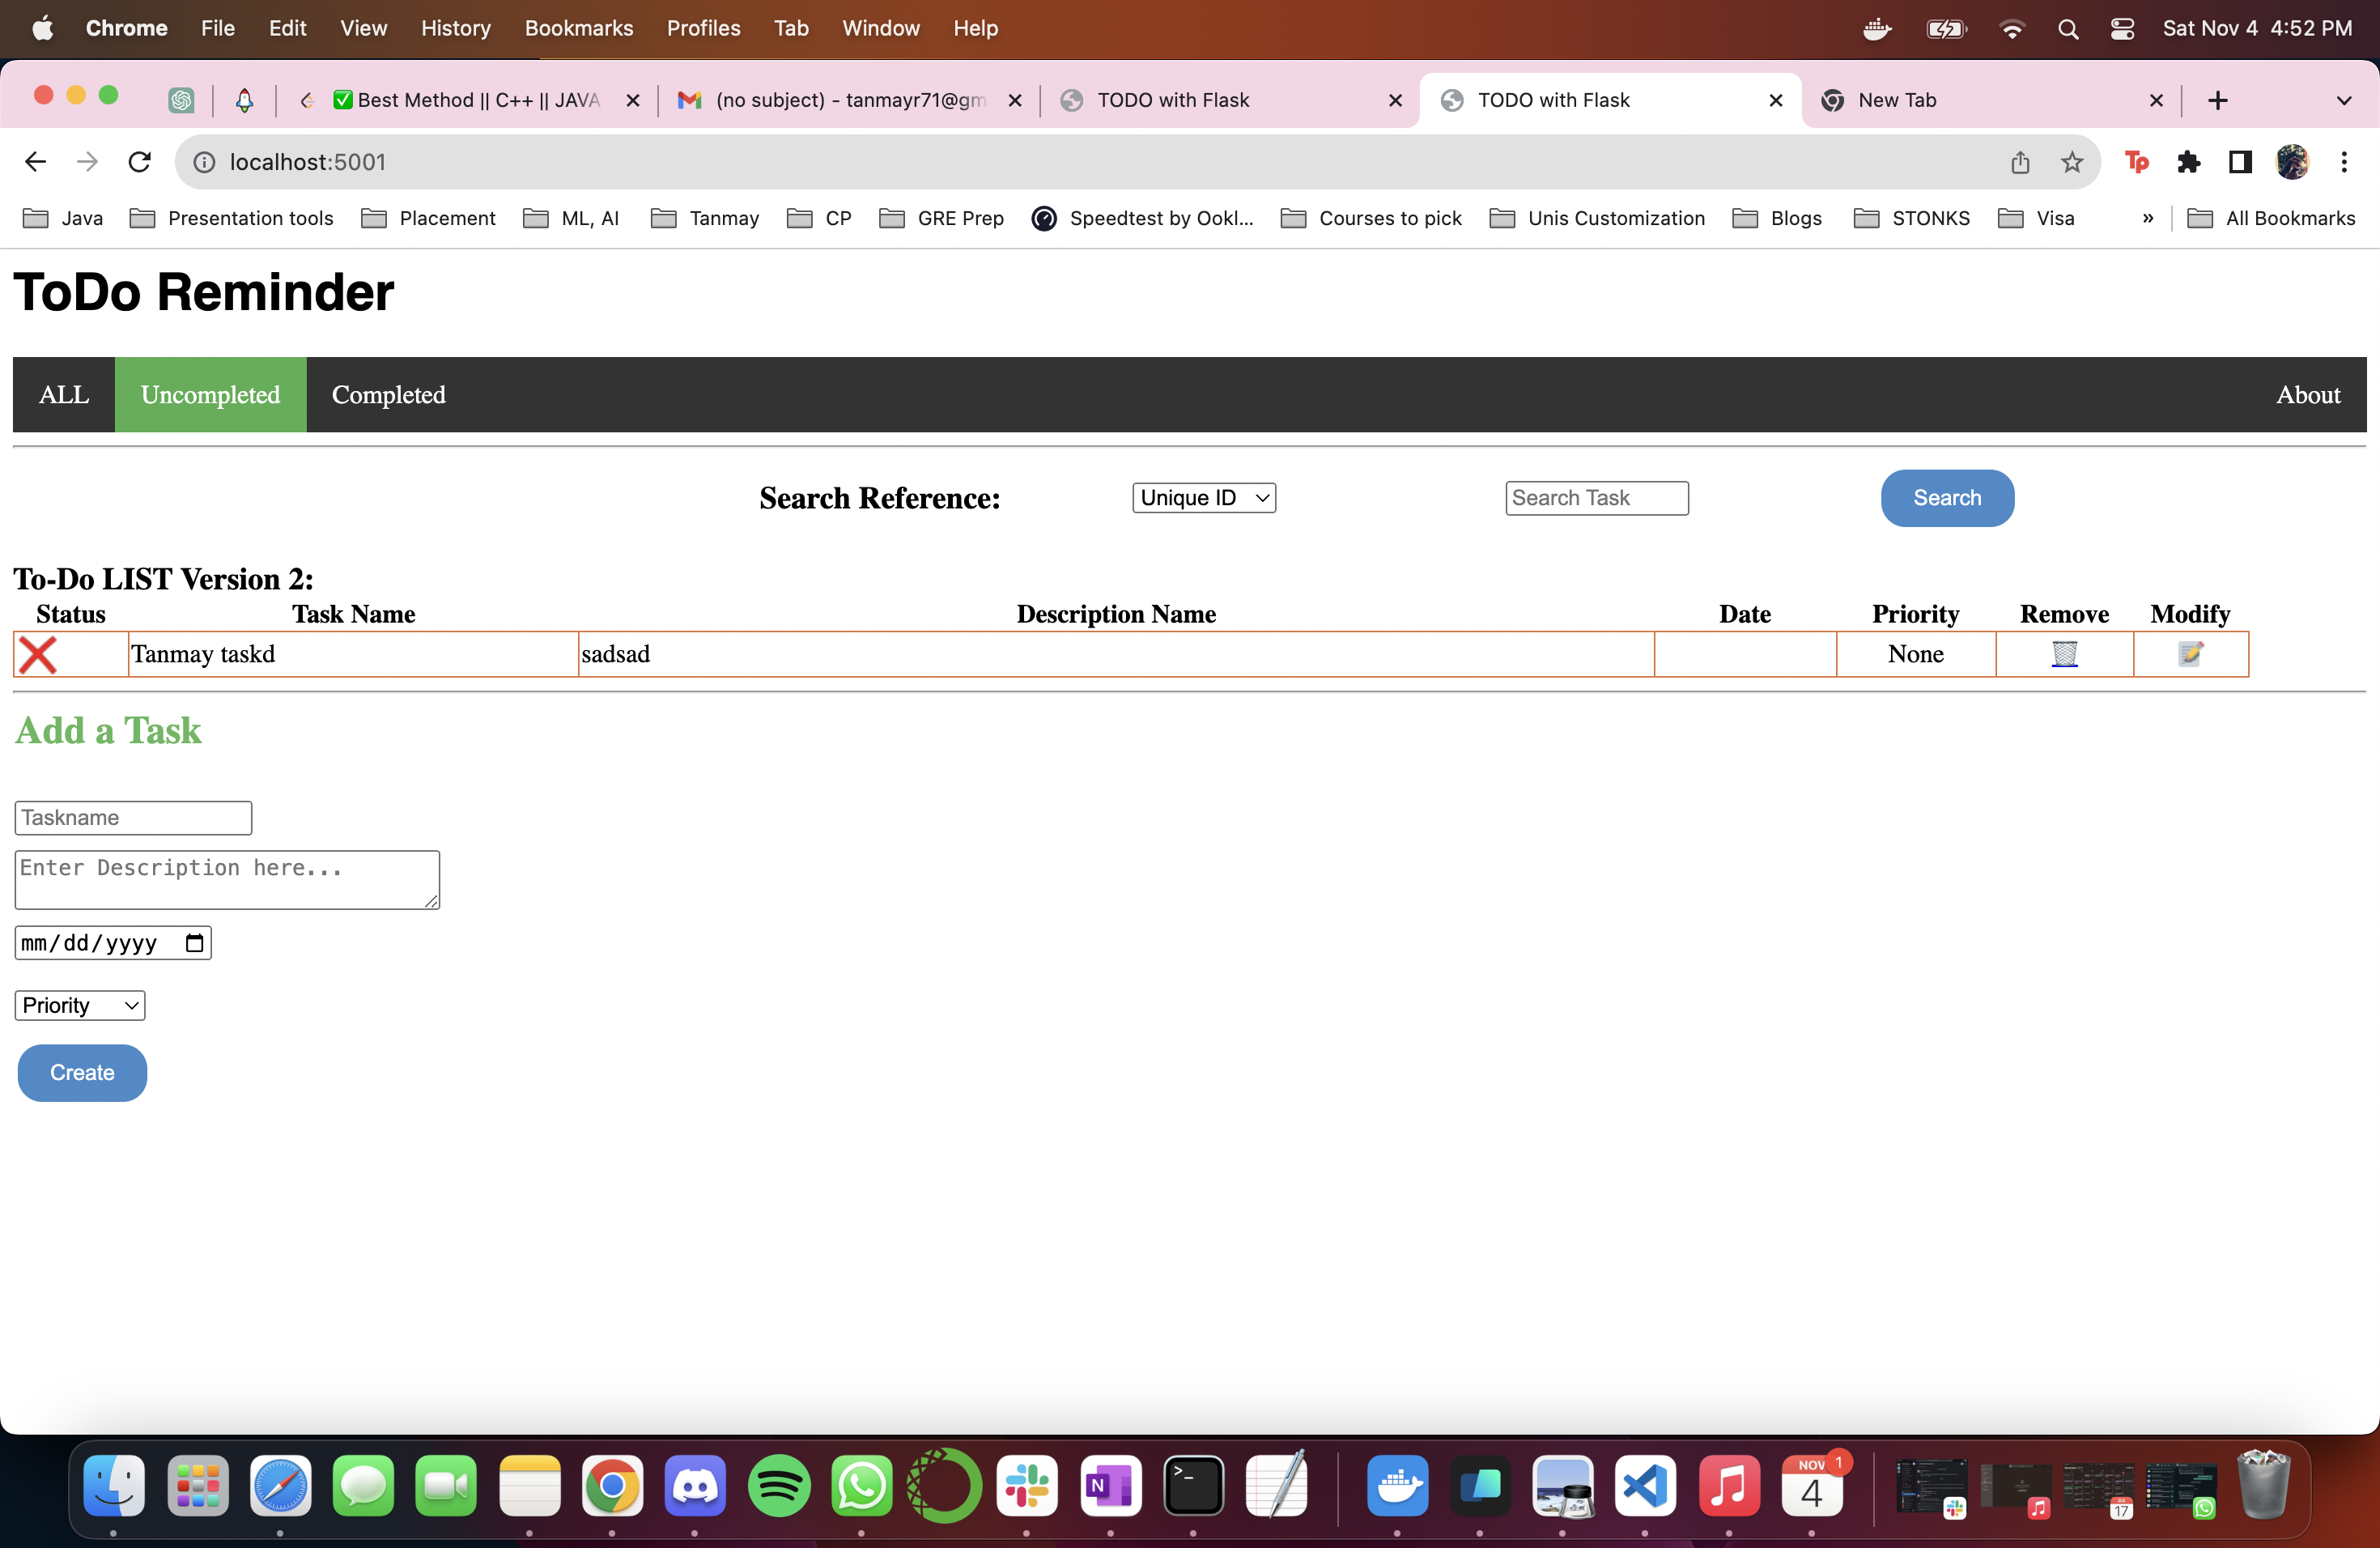 Chrome File Edit View History Bookmarks Profiles Tab Window Help Sat Nov 4 4:52 PM
Best Method || C++ || JAVA (no subject) - tanmayr71@gm TODO with Flask TODO with Flask New Tab
localhost:5001 Tp
Java Presentation tools Placement ML, AI Tanmay CP GRE Prep Speedtest by Ookl... Courses to pick Unis Customization Blogs STONKS Visa » All Bookmarks
ToDo Reminder
ALL Uncompleted Completed About
Search Reference: Unique ID Search Task Search
To-Do LIST Version 2:
Status Task Name Description Name Date Priority Remove Modify
Tanmay taskd sadsad None
Add a Task
Taskname
Enter Description here...
mm/dd/yyyy
Priority
Create
N >_ NOV 4 1 17